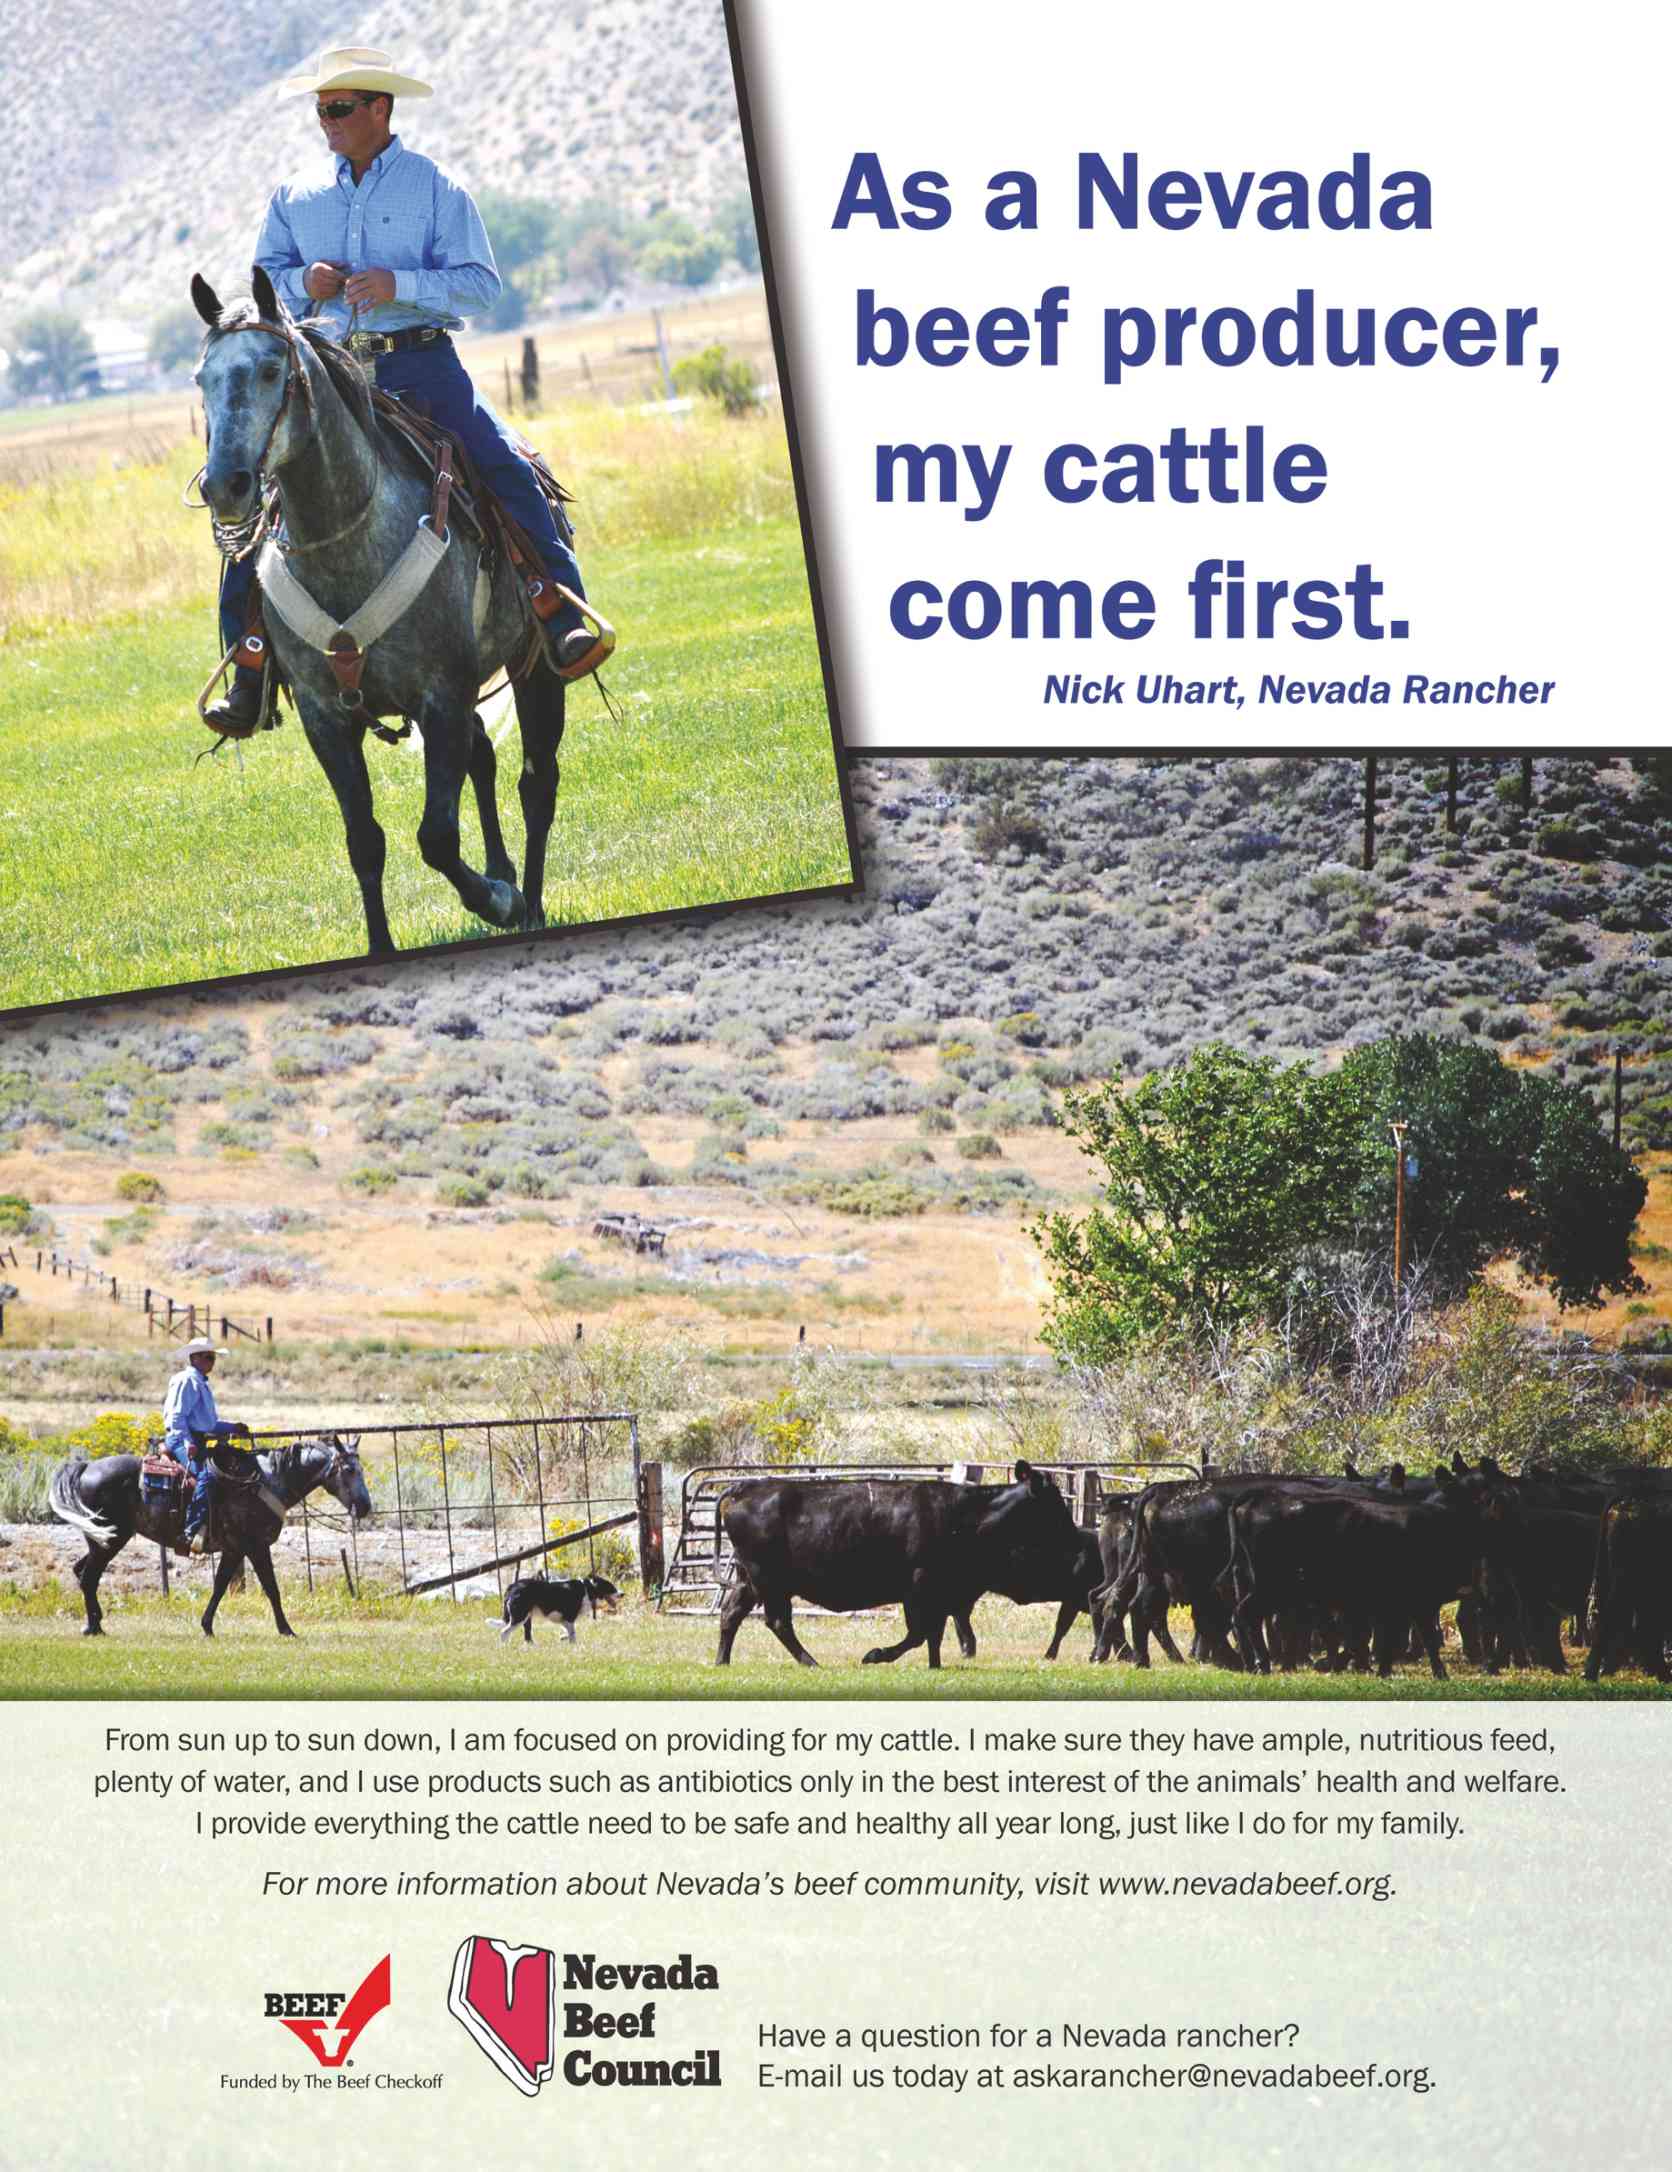 As a Nevada
beef producer,
my cattle
come first.
Nick Uhart, Nevada Rancher
From sun up to sun down, I am focused on providing for my cattle. I make sure they have ample, nutritious feed,
plenty of water, and I use products such as antibiotics only in the best interest of the animals’ health and welfare.
I provide everything the cattle need to be safe and healthy all year long, just like I do for my family.
For more information about Nevada’s beef community, visit www.nevadabeef.org.
BEEF
®
Funded by The Beef Checkoff
Nevada
Beef
Council
Have a question for a Nevada rancher?
E-mail us today at askarancher@nevadabeef.org.